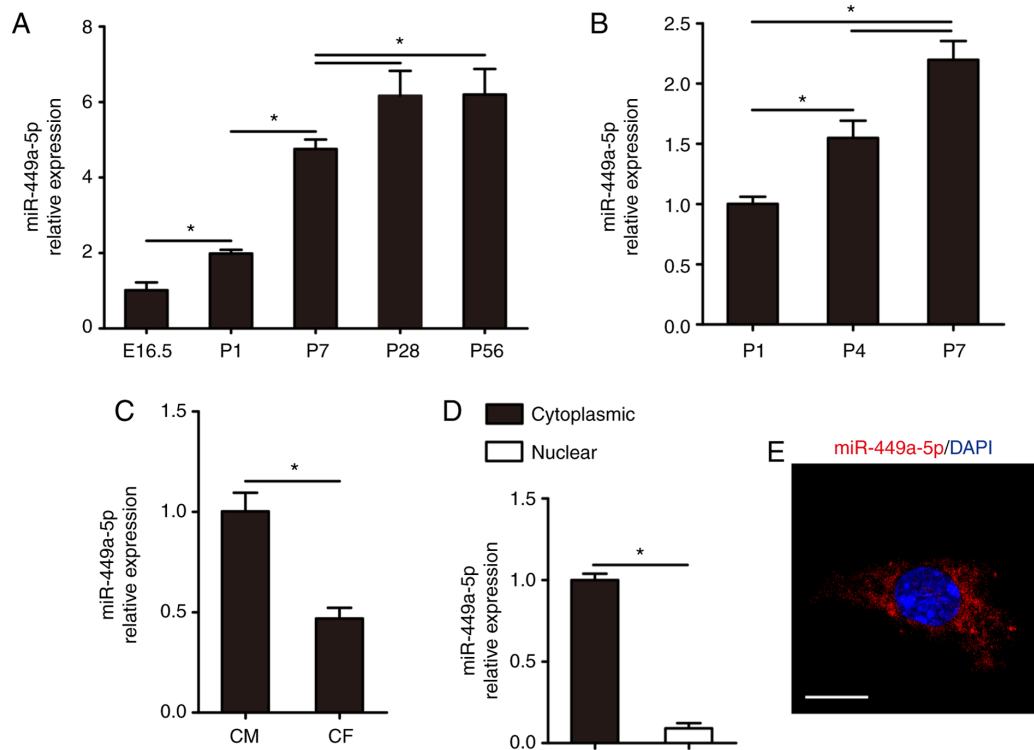 A
miR-449a-5p
relative expression
8
6
4
2
0
*
*
*
E16.5 P1 P7 P28 P56
B
miR-449a-5p
relative expression
2.5
2.0
1.5
1.0
0.5
0.0
*
*
P1 P4 P7
C
miR-449a-5p
relative expression
1.5
1.0
0.5
0.0
*
CM CF
D
Cytoplasmic
Nuclear
miR-449a-5p
relative expression
1.5
1.0
0.5
0.0
*
E
miR-449a-5p/DAPI